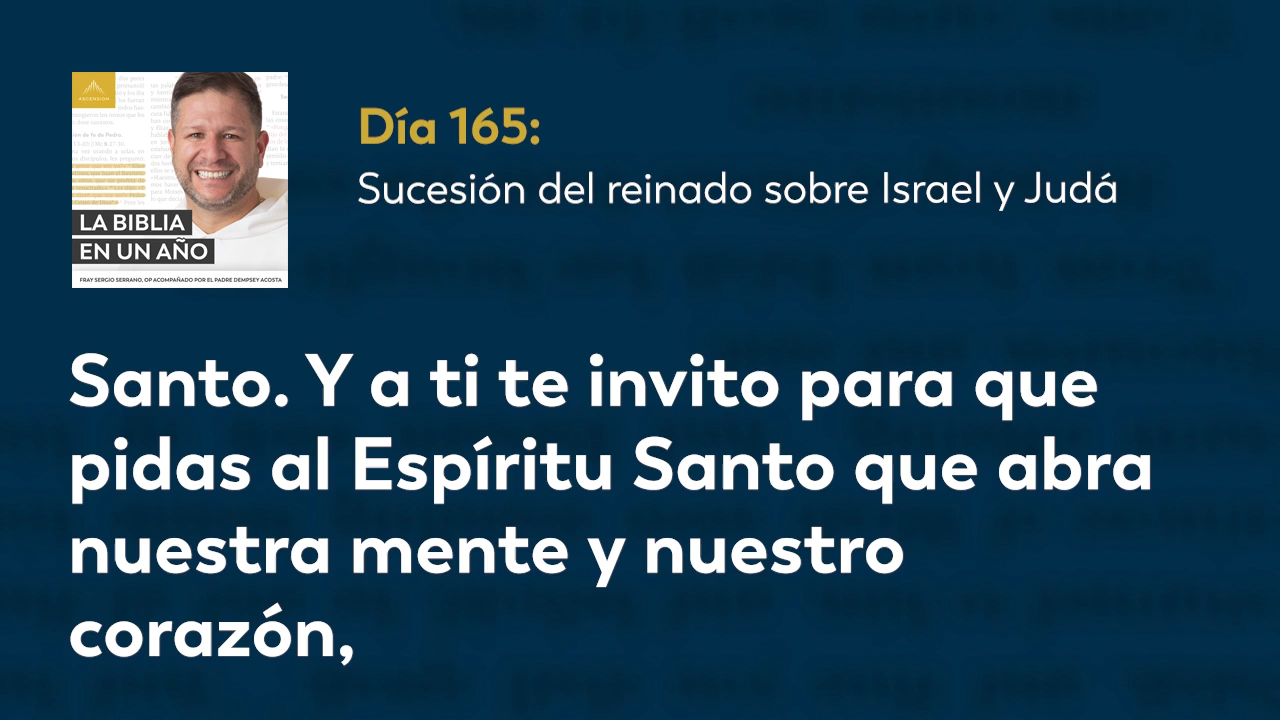 ASCENSION
LA BIBLIA
EN UN AÑO
FRAY SERGIO SERRANO, OP ACOMPAÑADO POR EL PADRE DEMPSEY ACOSTA
Día 165:
Sucesión del reinado sobre Israel y Judá
Santo. Y a ti te invito para que
pidas al Espíritu Santo que abra
nuestra mente y nuestro
corazón,